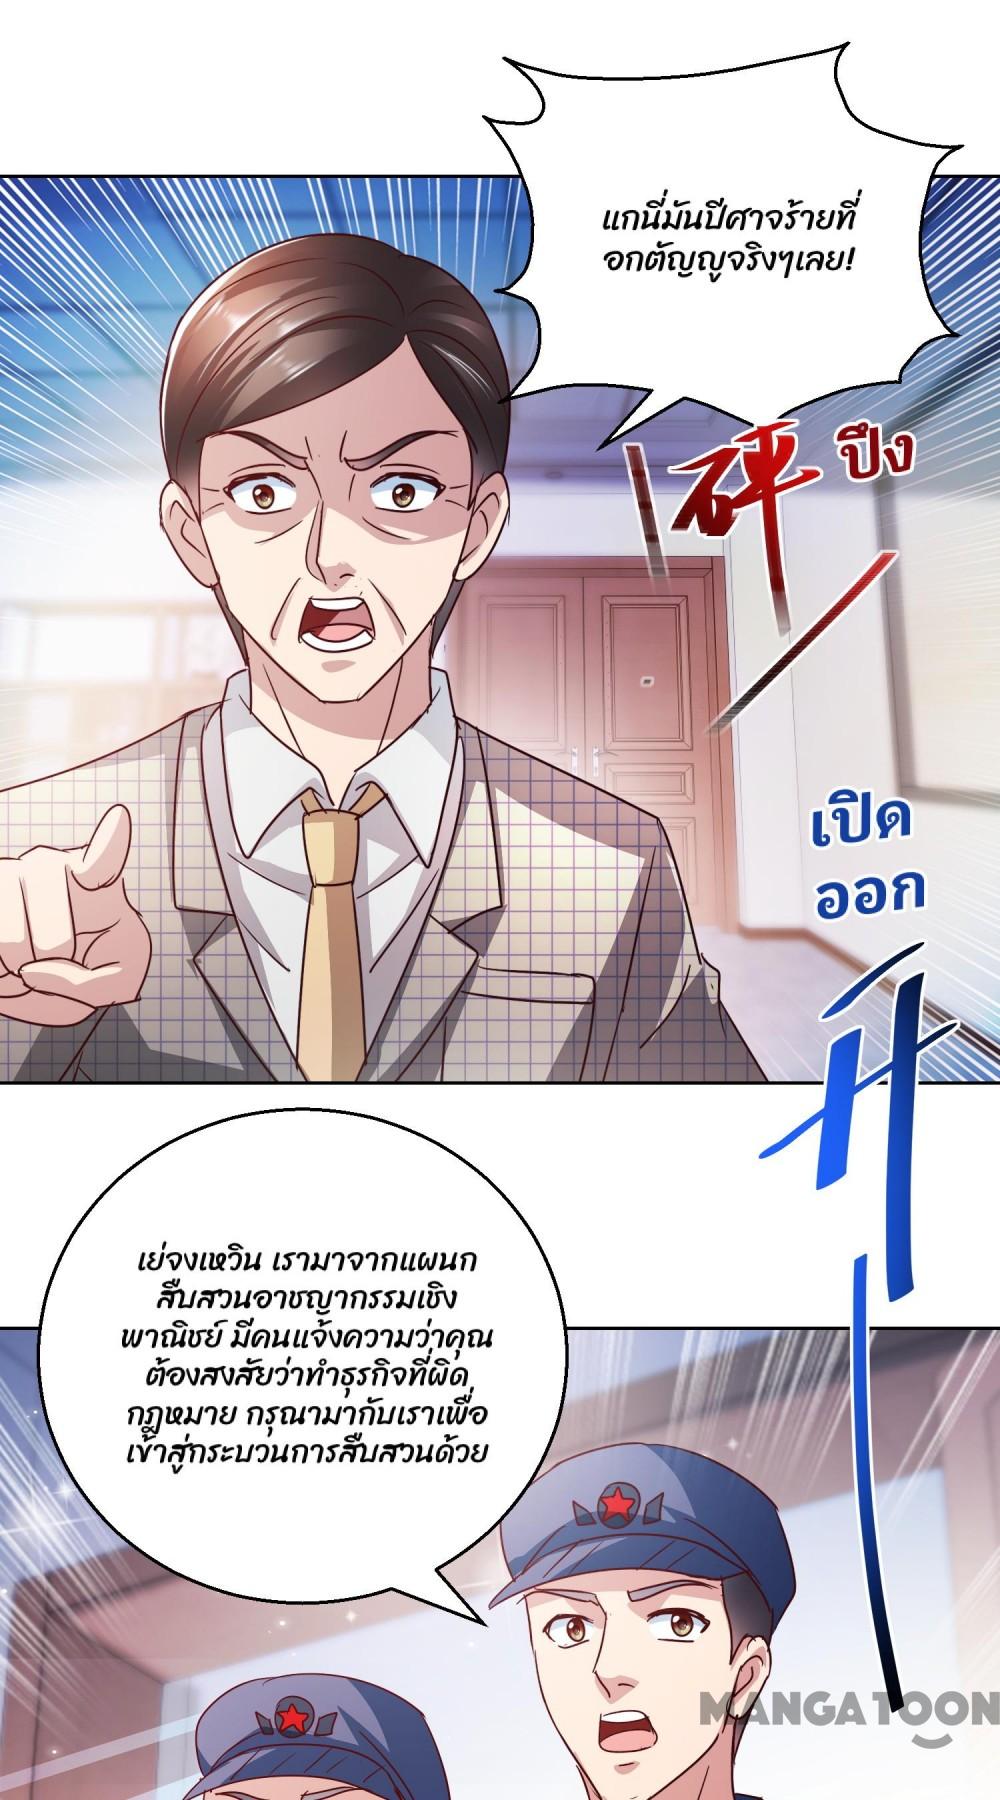 แกนี่มันปีศาจร้ายที่
อกตัญญูจริงๆเลย!
砰 ปึง
เปิด
ออก
เย่จงเหวิน เรามาจากแผนก
สืบสวนอาชญากรรมเชิง
พาณิชย์ มีคนแจ้งความว่าคุณ
ต้องสงสัยว่าทำธุรกิจที่ผิด
กฎหมาย กรุณามากับเราเพื่อ
เข้าสู่กระบวนการสืบสวนด้วย
MANGATOON